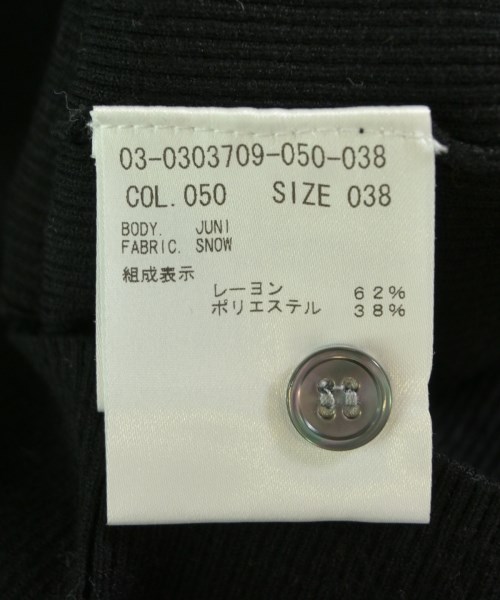 03-0303709-050-038
COL. 050 SIZE 038
BODY. JUNI
FABRIC. SNOW
組成表示
レーヨン 62%
ポリエステル 38%